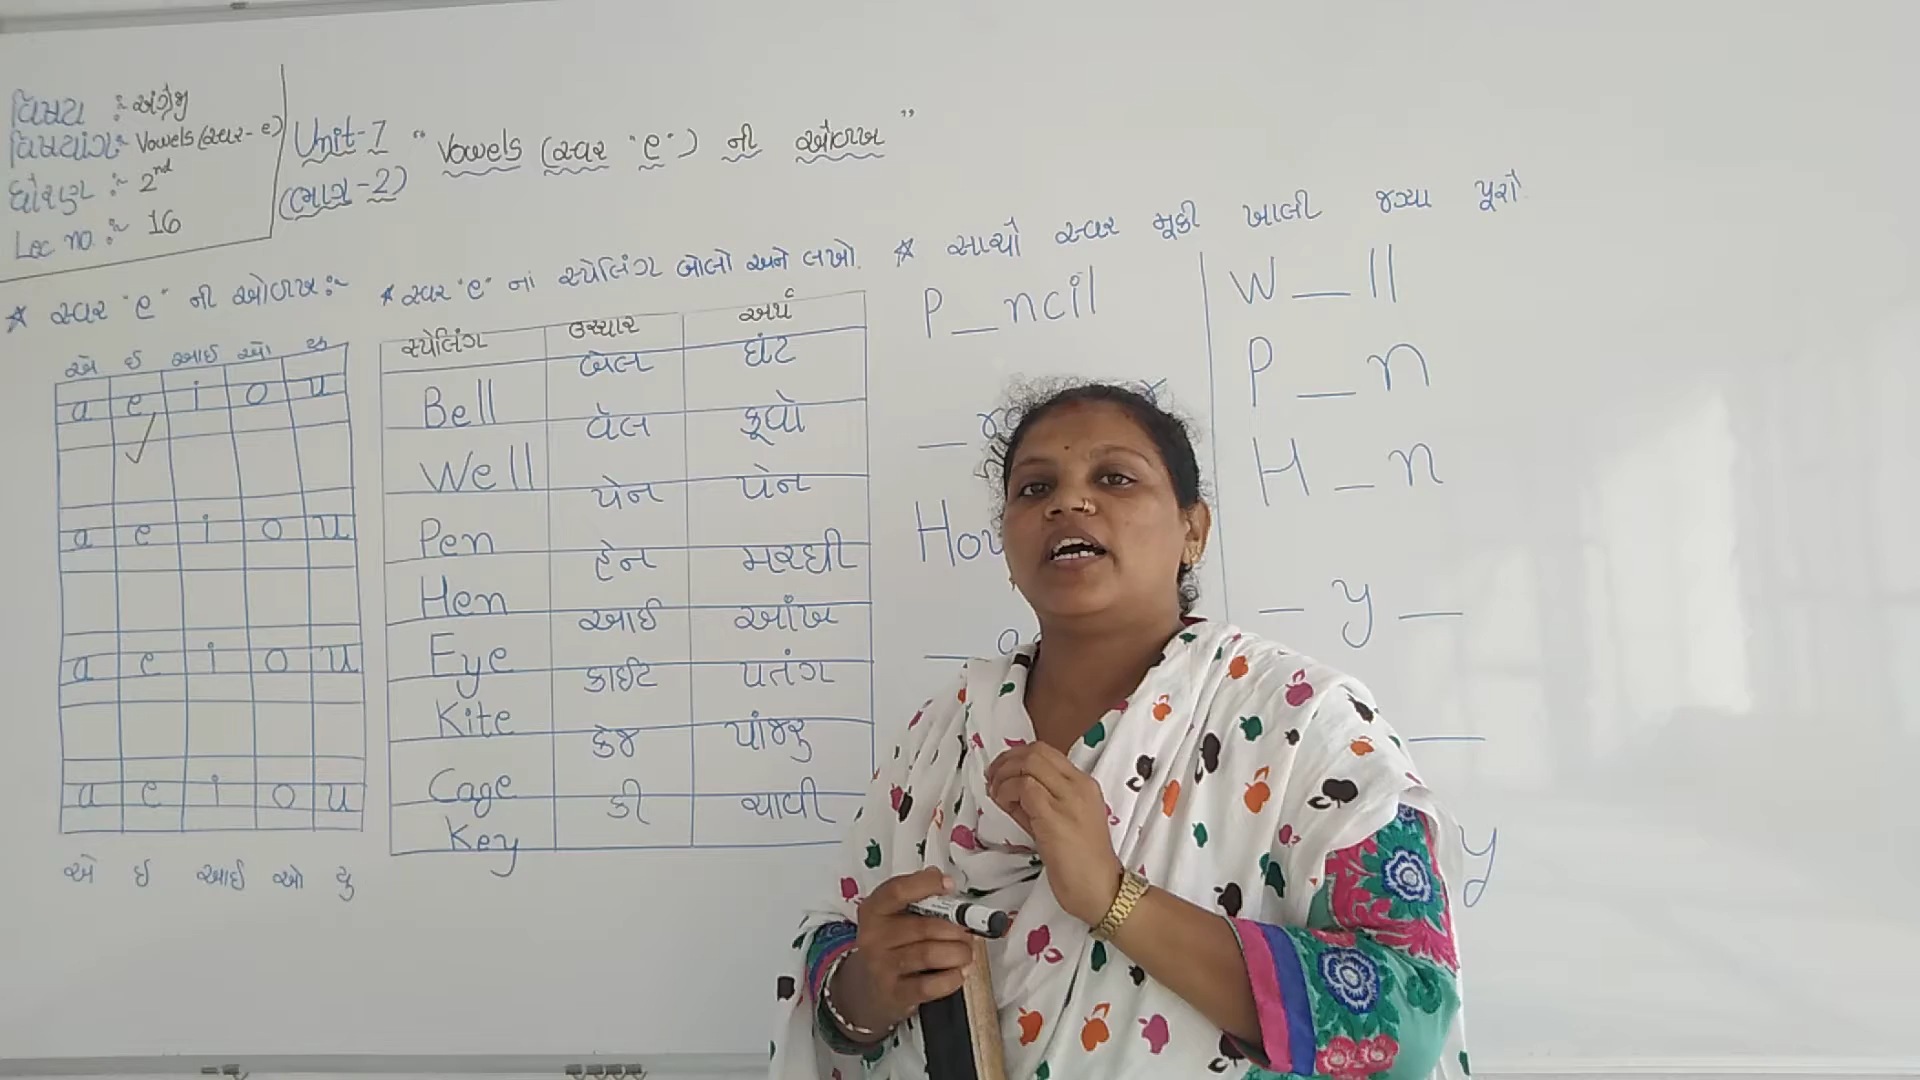 વિષય :- અંગ્રેજી
વિષયાંગ:- Vowels (સ્વર-e)
ધોરણ :- 2nd
Lec no. :- 16
Unit-1 " Vowels (સ્વર "e") ની ઓળખ "
(ભાગ-2)
★ સ્વર "e" ની ઓળખ :-
એ ઈ આઈ ઓ યુ
a e i o u
a e i o u
a e i o u
a e i o u
એ ઈ આઈ ઓ યુ
★ સ્વર "e" નાં સ્પેલિંગ બોલો અને લખો.
સ્પેલિંગ ઉચ્ચાર અર્થ
Bell બેલ ઘંટ
Well વેલ કૂવો
Pen પેન પેન
Hen હેન મરઘી
Eye આઈ આંખ
Kite કાઈટ પતંગ
Cage કેજ પાંજરુ
Key કી ચાવી
★ સાચો સ્વર મૂકી ખાલી જગ્યા પૂરો.
P_ncil
W_ll
P_n
H_n
_y_
y